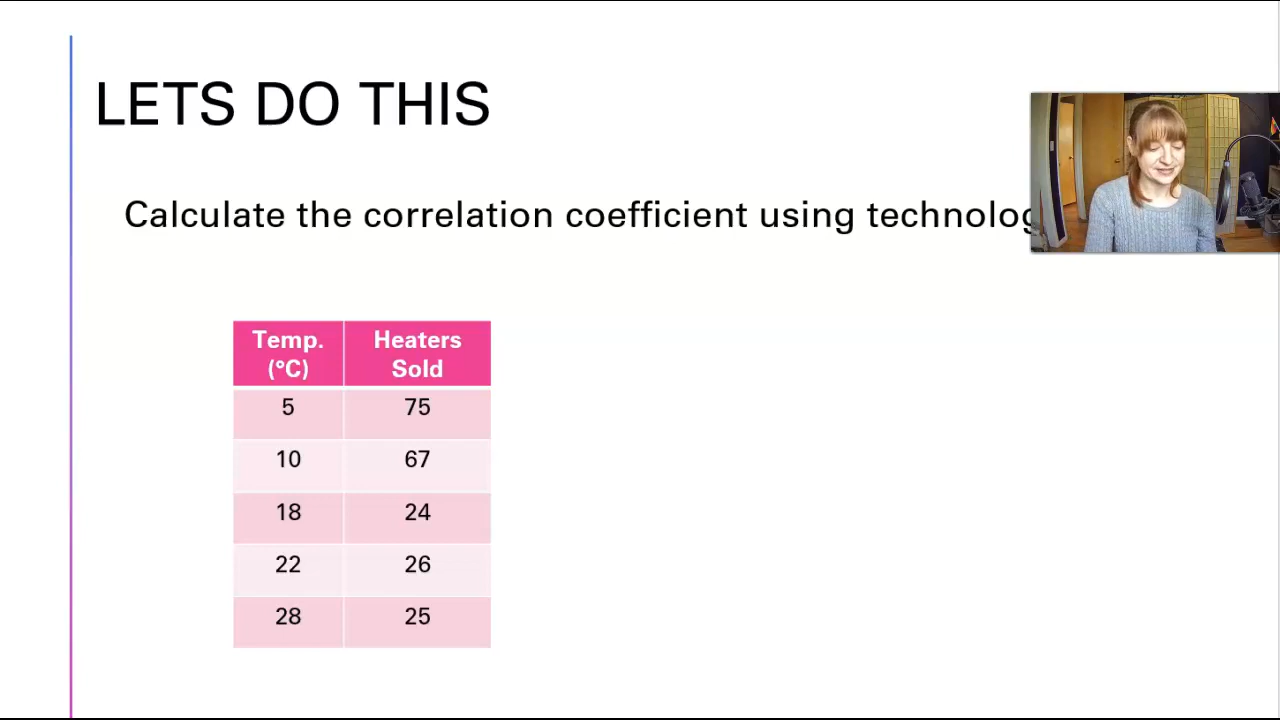 LETS DO THIS
Calculate the correlation coefficient using
Temp. (°C) Heaters Sold
5 75
10 67
18 24
22 26
28 25